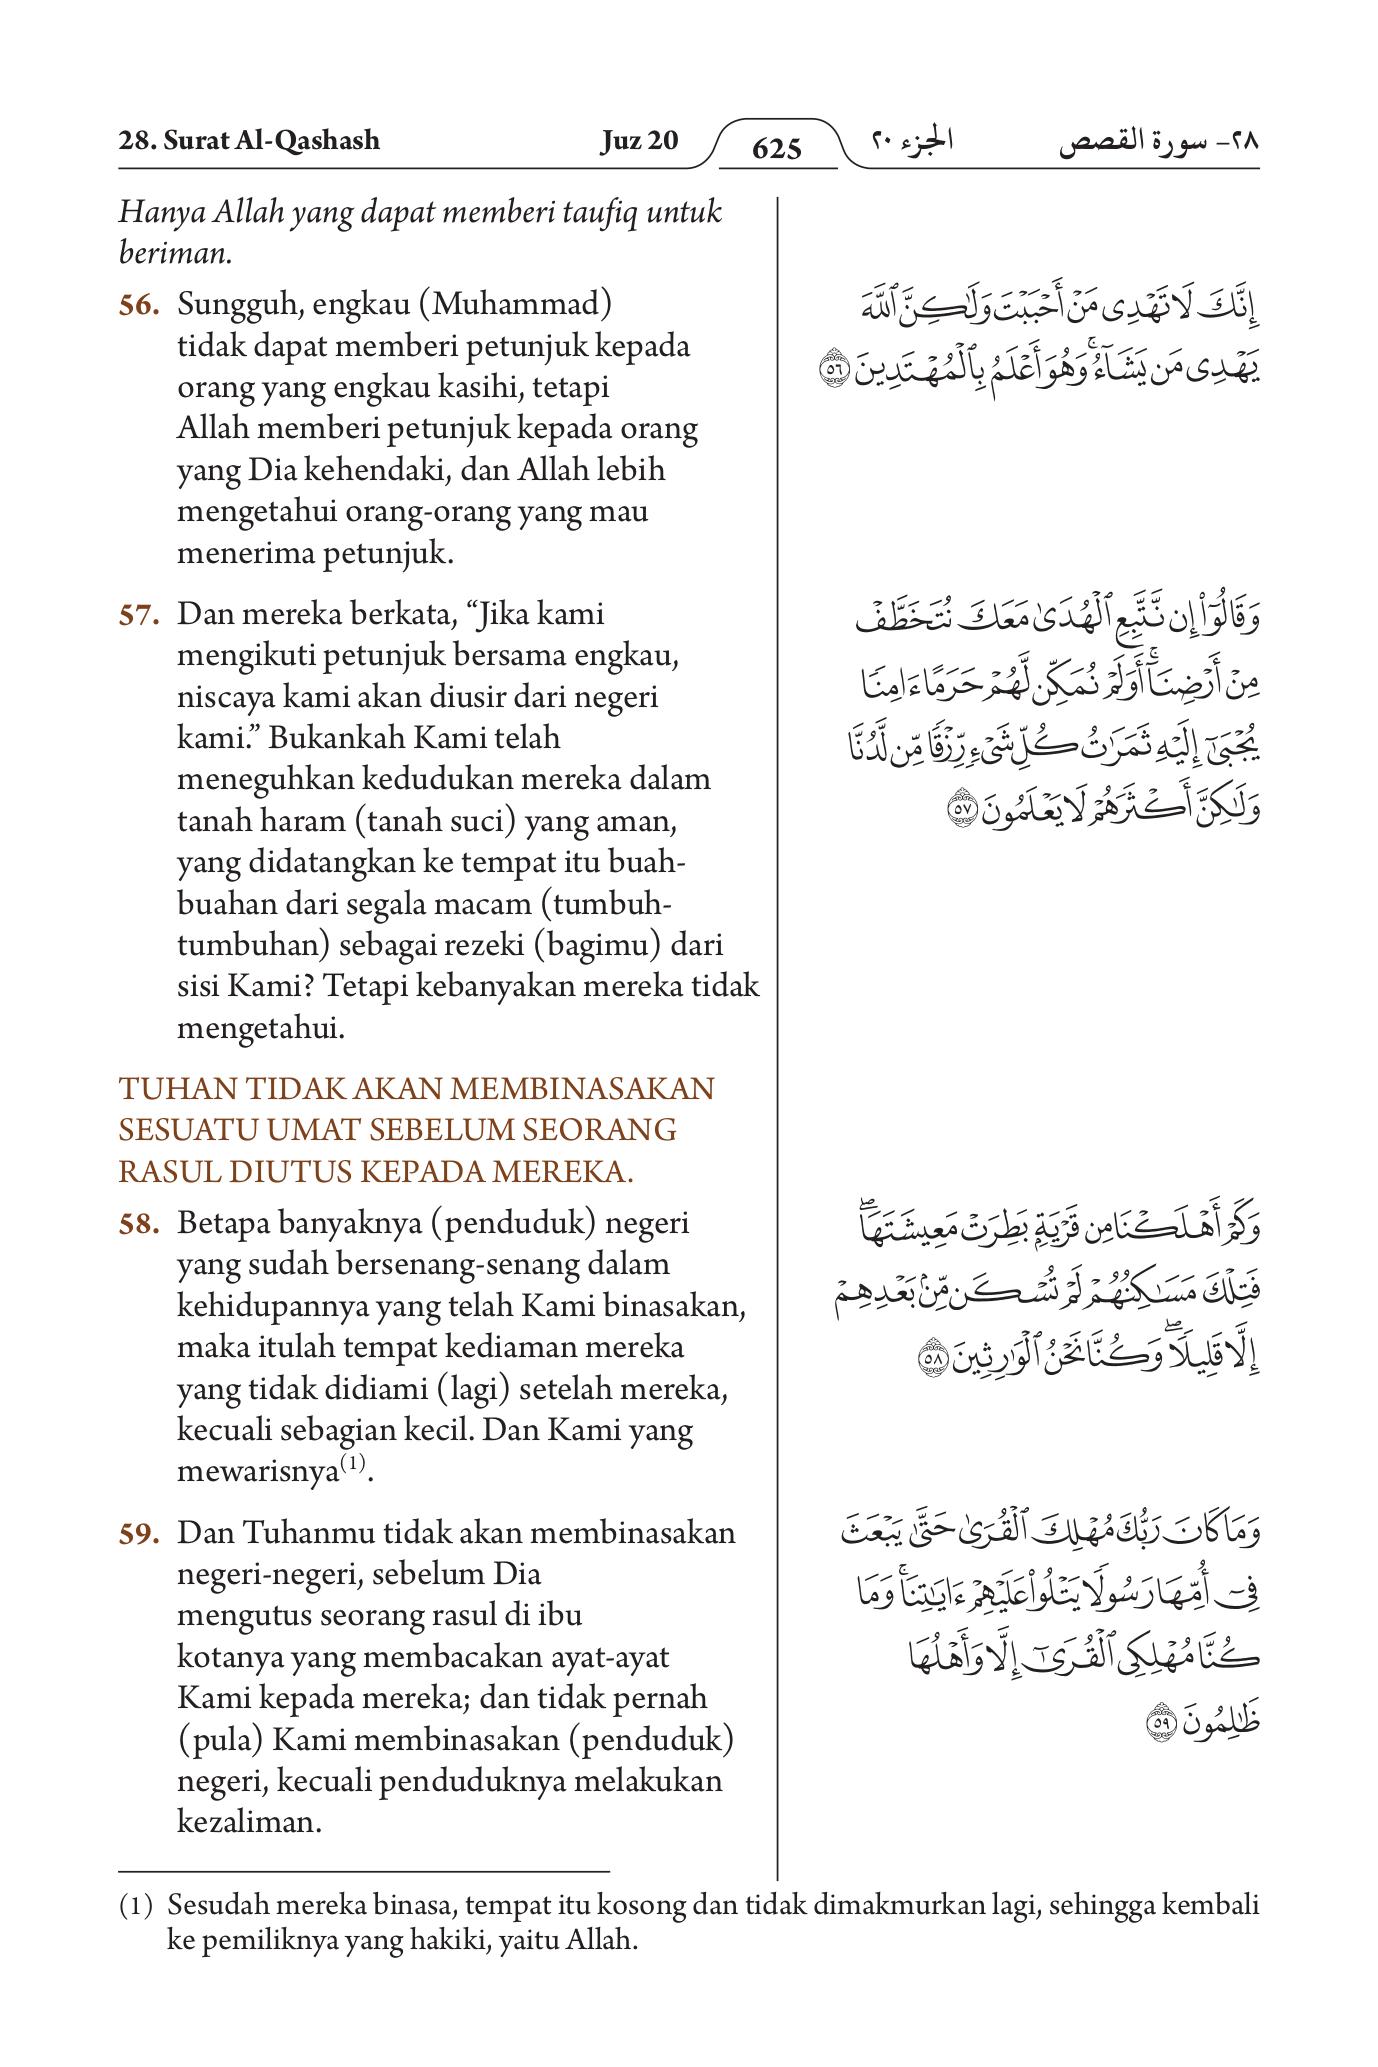 28. Surat Al-Qashash Juz 20 625 الجزء ٢٠ ٢٨- سورة القصص
Hanya Allah yang dapat memberi taufiq untuk
beriman.
56. Sungguh, engkau (Muhammad)
tidak dapat memberi petunjuk kepada
orang yang engkau kasihi, tetapi
Allah memberi petunjuk kepada orang
yang Dia kehendaki, dan Allah lebih
mengetahui orang-orang yang mau
menerima petunjuk.
57. Dan mereka berkata, “Jika kami
mengikuti petunjuk bersama engkau,
niscaya kami akan diusir dari negeri
kami.” Bukankah Kami telah
meneguhkan kedudukan mereka dalam
tanah haram (tanah suci) yang aman,
yang didatangkan ke tempat itu buah-
buahan dari segala macam (tumbuh-
tumbuhan) sebagai rezeki (bagimu) dari
sisi Kami? Tetapi kebanyakan mereka tidak
mengetahui.
TUHAN TIDAK AKAN MEMBINASAKAN
SESUATU UMAT SEBELUM SEORANG
RASUL DIUTUS KEPADA MEREKA.
58. Betapa banyaknya (penduduk) negeri
yang sudah bersenang-senang dalam
kehidupannya yang telah Kami binasakan,
maka itulah tempat kediaman mereka
yang tidak didiami (lagi) setelah mereka,
kecuali sebagian kecil. Dan Kami yang
mewarisnya(1).
59. Dan Tuhanmu tidak akan membinasakan
negeri-negeri, sebelum Dia
mengutus seorang rasul di ibu
kotanya yang membacakan ayat-ayat
Kami kepada mereka; dan tidak pernah
(pula) Kami membinasakan (penduduk)
negeri, kecuali penduduknya melakukan
kezaliman.
إِنَّكَ لَا تَهْدِى مَنْ أَحْبَبْتَ وَلَٰكِنَّ ٱللَّهَ
يَهْدِى مَن يَشَآءُ ۚ وَهُوَ أَعْلَمُ بِٱلْمُهْتَدِينَ ٥٦
وَقَالُوٓا۟ إِن نَّتَّبِعِ ٱلْهُدَىٰ مَعَكَ نُتَخَطَّفْ
مِنْ أَرْضِنَآ ۚ أَوَلَمْ نُمَكِّن لَّهُمْ حَرَمًا ءَامِنًا
يُجْبَىٰٓ إِلَيْهِ ثَمَرَٰتُ كُلِّ شَىْءٍ رِّزْقًا مِّن لَّدُنَّا
وَلَٰكِنَّ أَكْثَرَهُمْ لَا يَعْلَمُونَ ٥٧
وَكَمْ أَهْلَكْنَا مِن قَرْيَةٍۭ بَطِرَتْ مَعِيشَتَهَا ۖ
فَتِلْكَ مَسَٰكِنُهُمْ لَمْ تُسْكَن مِّنۢ بَعْدِهِمْ
إِلَّا قَلِيلًا ۖ وَكُنَّا نَحْنُ ٱلْوَٰرِثِينَ ٥٨
وَمَا كَانَ رَبُّكَ مُهْلِكَ ٱلْقُرَىٰ حَتَّىٰ يَبْعَثَ
فِىٓ أُمِّهَا رَسُولًا يَتْلُوا۟ عَلَيْهِمْ ءَايَٰتِنَا ۚ وَمَا
كُنَّا مُهْلِكِى ٱلْقُرَىٰٓ إِلَّا وَأَهْلُهَا
ظَٰلِمُونَ ٥٩
(1) Sesudah mereka binasa, tempat itu kosong dan tidak dimakmurkan lagi, sehingga kembali
ke pemiliknya yang hakiki, yaitu Allah.